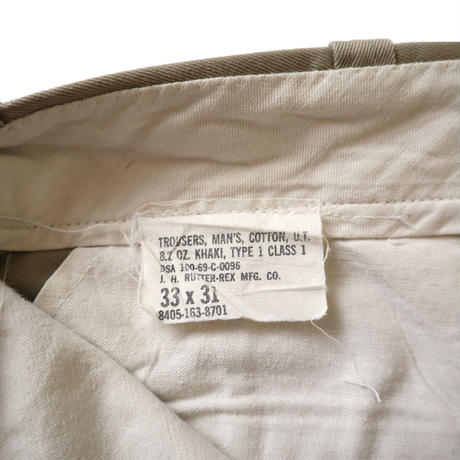 TROUSERS, MAN'S, COTTON, U.T.
8.2 OZ. KHAKI, TYPE 1 CLASS 1
DSA 100-69-C-0096
J. H. RUTTER-REX MFG. CO.
33 x 31
8405-163-8701